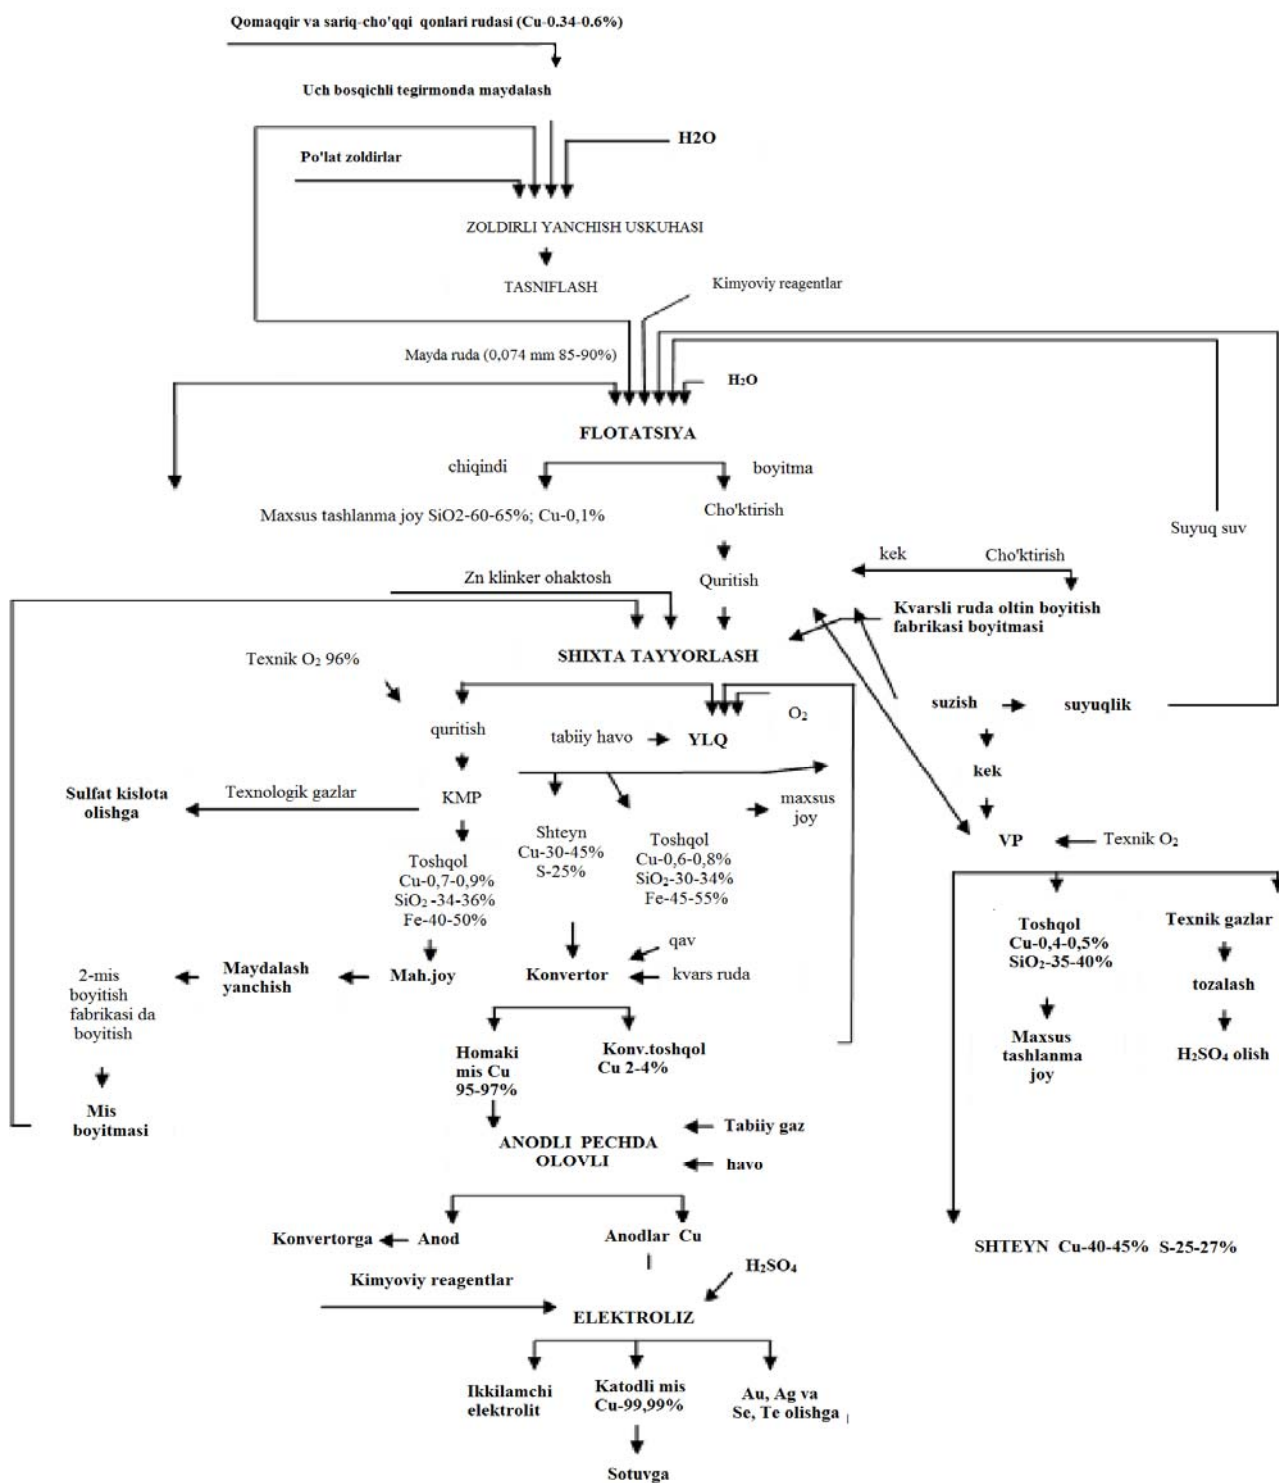 Qomaqqir va sariq-cho'qqi qonlari rudasi (Cu-0.34-0.6%)
Uch bosqichli tegirmonda maydalash
H2O
Po'lat zoldirlar
ZOLDIRLI YANCHISH USKUHASI
TASNIFLASH
Kimyoviy reagentlar
Mayda ruda (0,074 mm 85-90%)
H₂O
FLOTATSIYA
chiqindi
boyitma
Maxsus tashlanma joy SiO2-60-65%; Cu-0,1%
Cho'ktirish
Suyuq suv
kek
Cho'ktirish
Zn klinker ohaktosh
Quritish
Kvarsli ruda oltin boyitish
fabrikasi boyitmasi
SHIXTA TAYYORLASH
Texnik O₂ 96%
suzish
suyuqlik
O₂
quritish
tabiiy havo
YLQ
kek
Sulfat kislota
olishga
Texnologik gazlar
KMP
maxsus
joy
Shteyn
Cu-30-45%
S-25%
Toshqol
Cu-0,6-0,8%
SiO₂-30-34%
Fe-45-55%
VP
Texnik O₂
Toshqol
Cu-0,7-0,9%
SiO₂ -34-36%
Fe-40-50%
Toshqol
Cu-0,4-0,5%
SiO₂-35-40%
Texnik gazlar
qav
2-mis
boyitish
fabrikasi da
boyitish
Maydalash
yanchish
Mah.joy
Konvertor
kvars ruda
tozalash
Homaki
mis Cu
95-97%
Konv.toshqol
Cu 2-4%
Maxsus
tashlanma
joy
H₂SO₄ olish
Mis
boyitmasi
Tabiiy gaz
ANODLI PECHDA
OLOVLI
havo
Konvertorga
Anod
Anodlar Cu
SHTEYN Cu-40-45% S-25-27%
Kimyoviy reagentlar
H₂SO₄
ELEKTROLIZ
Ikkilamchi
elektrolit
Katodli mis
Cu-99,99%
Au, Ag va
Se, Te olishga
Sotuvga